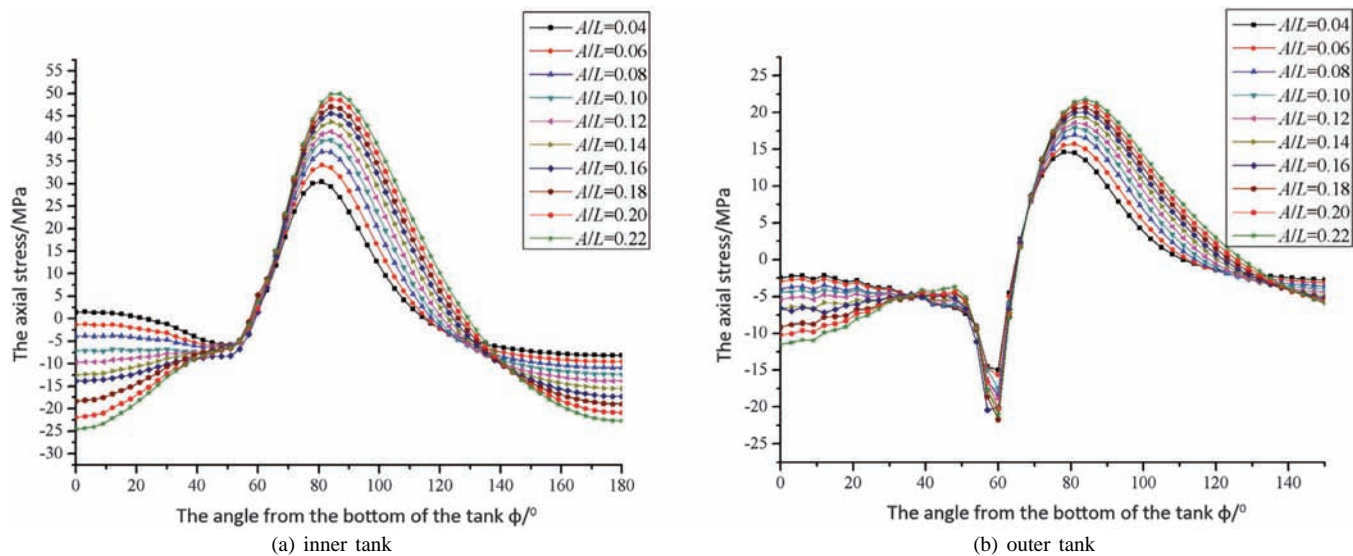 The axial stress/MPa
55
50
45
40
35
30
25
20
15
10
5
0
-5
-10
-15
-20
-25
-30
0 20 40 60 80 100 120 140 160 180
The angle from the bottom of the tank ϕ/⁰
A/L=0.04
A/L=0.06
A/L=0.08
A/L=0.10
A/L=0.12
A/L=0.14
A/L=0.16
A/L=0.18
A/L=0.20
A/L=0.22
(a) inner tank
The axial stress/MPa
25
20
15
10
5
0
-5
-10
-15
-20
-25
0 20 40 60 80 100 120 140
The angle from the bottom of the tank ϕ/⁰
A/L=0.04
A/L=0.06
A/L=0.08
A/L=0.10
A/L=0.12
A/L=0.14
A/L=0.16
A/L=0.18
A/L=0.20
A/L=0.22
(b) outer tank